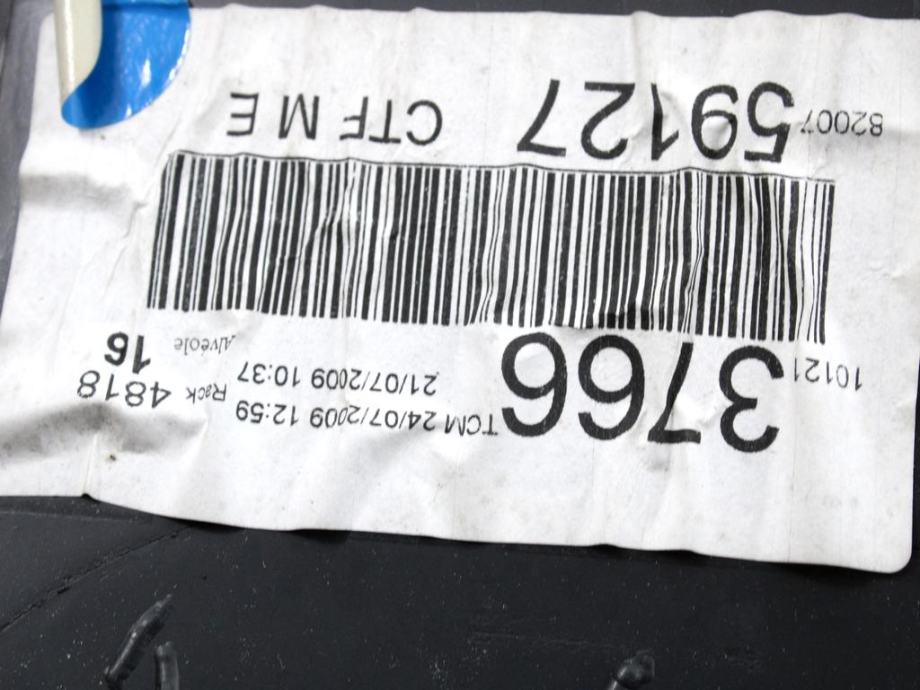 10121 3766 TCM 24/07/2009 12:59 Rack 4818
21/07/2009 10:37 Alvéole 16
82007 59127 CTF M E